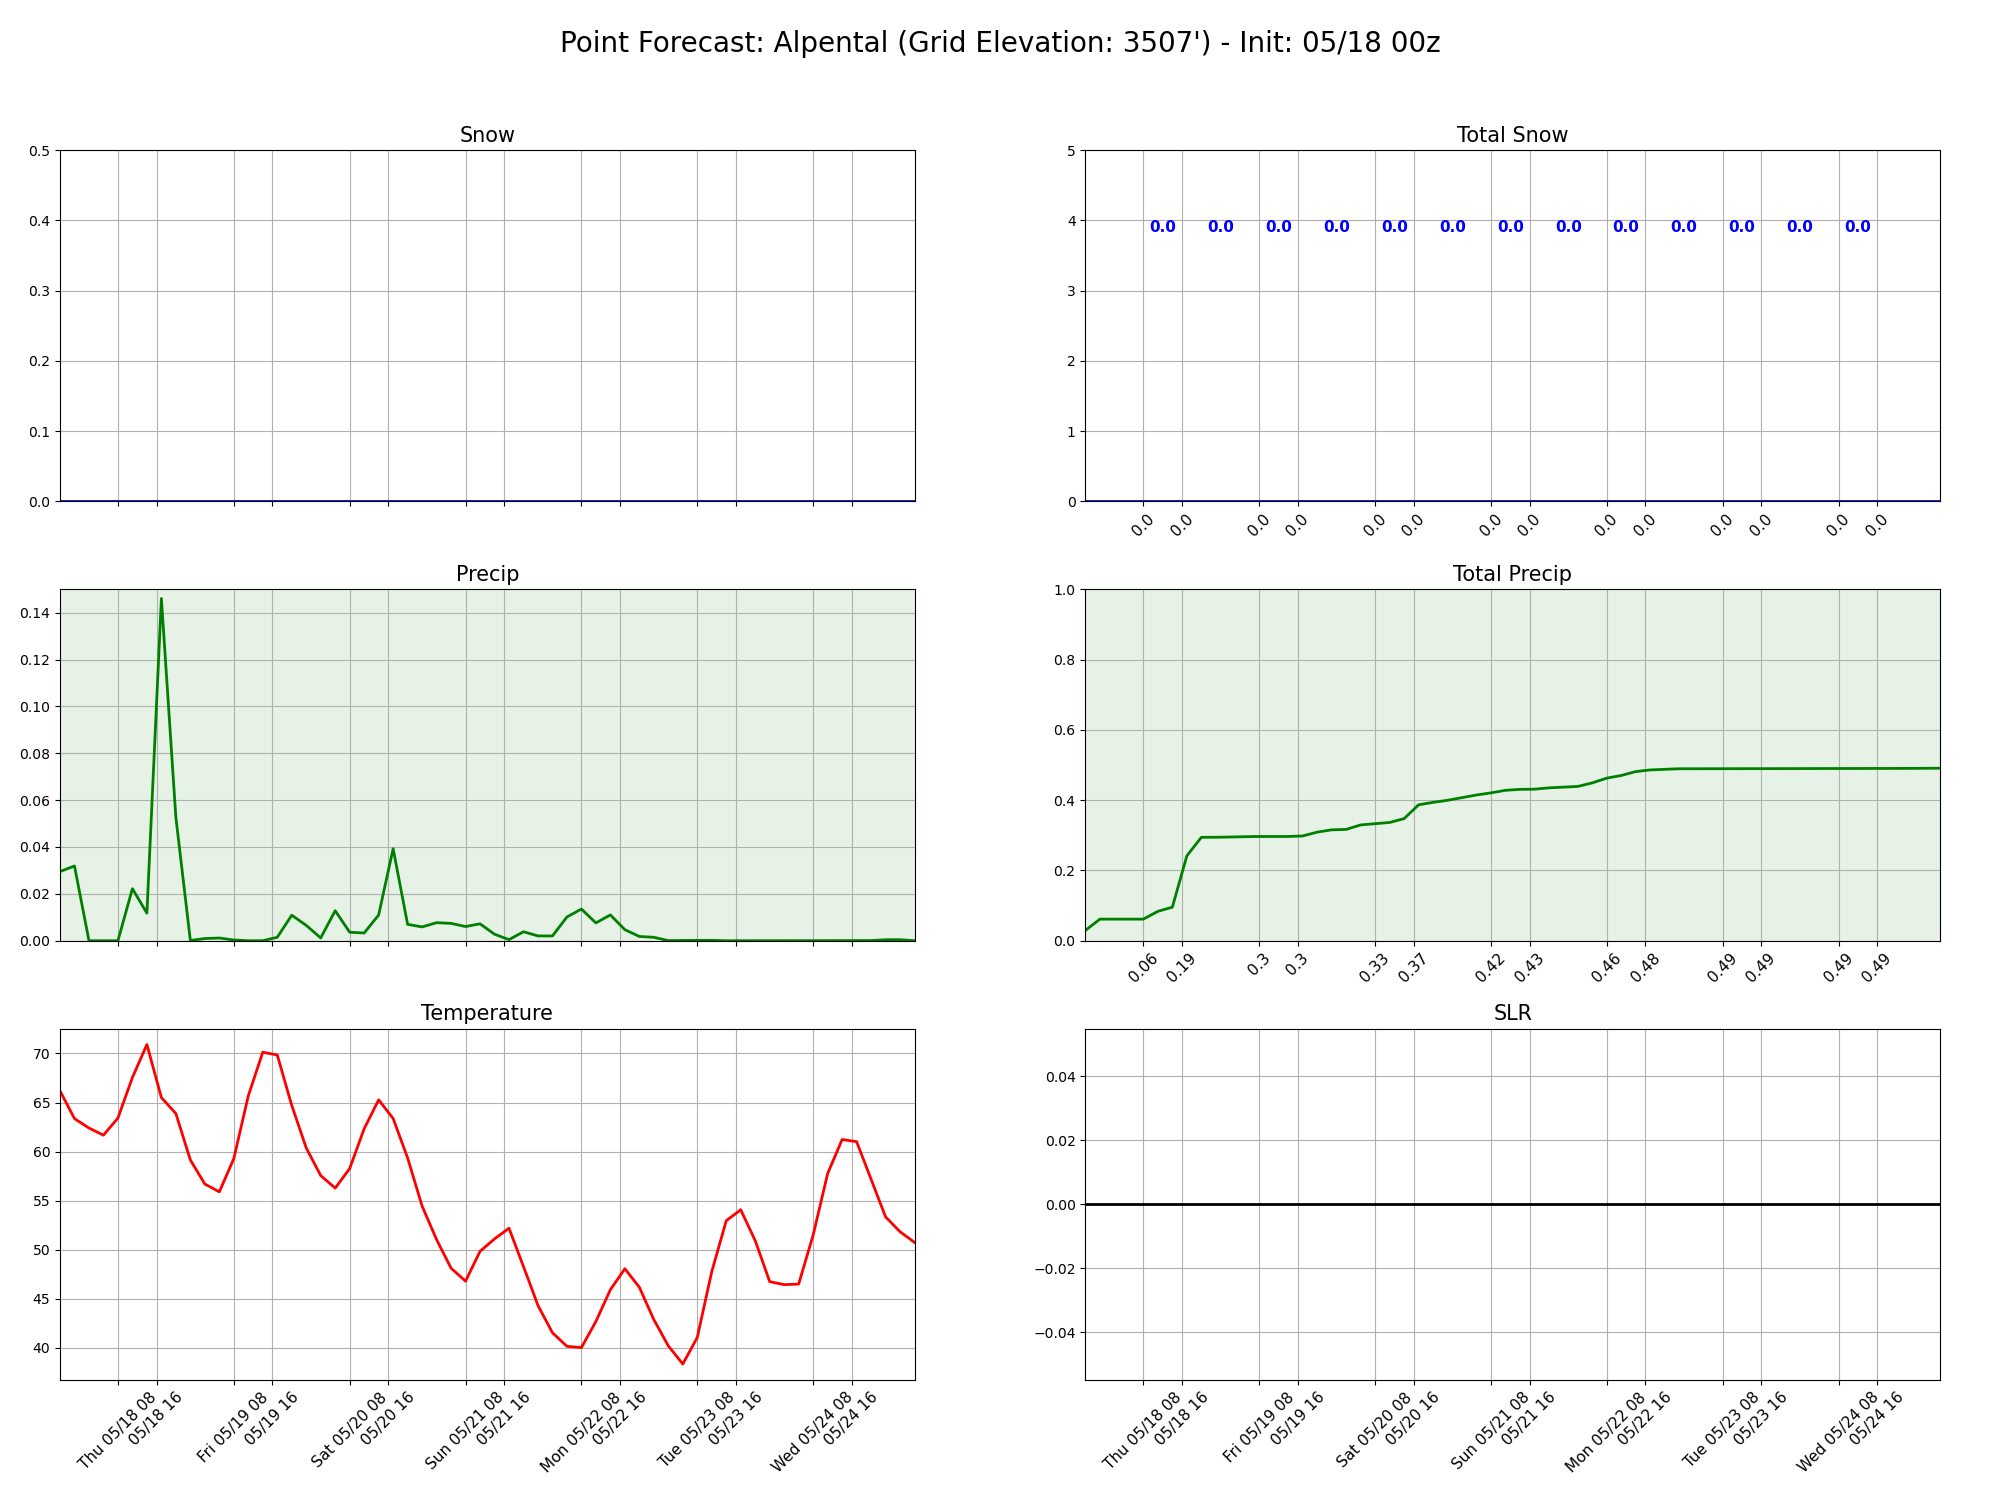 Point Forecast: Alpental (Grid Elevation: 3507') - Init: 05/18 00z
Snow
0.5
0.4
0.3
0.2
0.1
0.0
Total Snow
5
4
3
2
1
0
0.0 0.0 0.0 0.0 0.0 0.0 0.0 0.0 0.0 0.0 0.0 0.0 0.0
0.0 0.0 0.0 0.0 0.0 0.0 0.0 0.0 0.0 0.0 0.0 0.0 0.0 0.0
Precip
0.14
0.12
0.10
0.08
0.06
0.04
0.02
0.00
Total Precip
1.0
0.8
0.6
0.4
0.2
0.0
0.06 0.19 0.3 0.3 0.33 0.37 0.42 0.43 0.46 0.48 0.49 0.49 0.49 0.49
Temperature
70
65
60
55
50
45
40
Thu 05/18 08
05/18 16
Fri 05/19 08
05/19 16
Sat 05/20 08
05/20 16
Sun 05/21 08
05/21 16
Mon 05/22 08
05/22 16
Tue 05/23 08
05/23 16
Wed 05/24 08
05/24 16
SLR
0.04
0.02
0.00
−0.02
−0.04
Thu 05/18 08
05/18 16
Fri 05/19 08
05/19 16
Sat 05/20 08
05/20 16
Sun 05/21 08
05/21 16
Mon 05/22 08
05/22 16
Tue 05/23 08
05/23 16
Wed 05/24 08
05/24 16